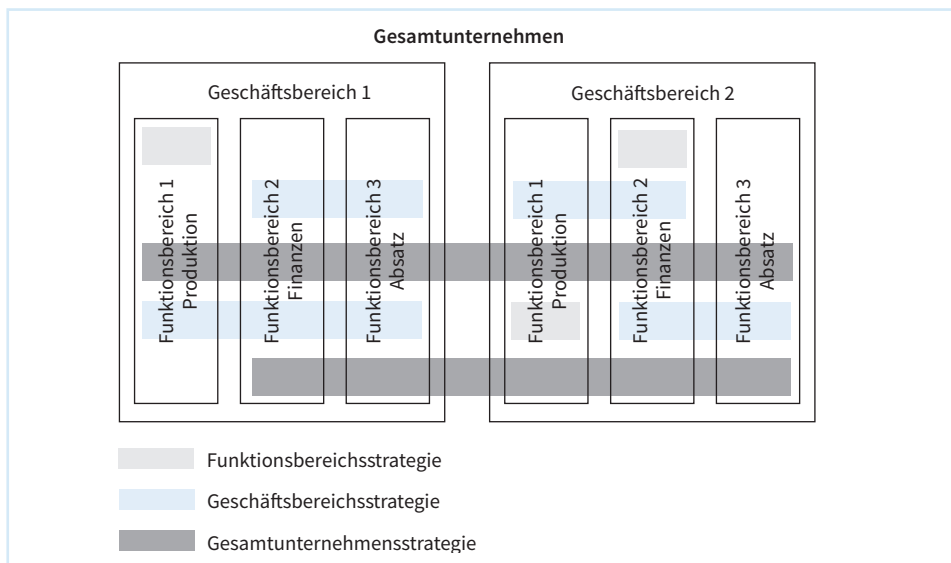 Gesamtunternehmen
Geschäftsbereich 1
Funktionsbereich 1
Produktion
Funktionsbereich 2
Finanzen
Funktionsbereich 3
Absatz
Geschäftsbereich 2
Funktionsbereich 1
Produktion
Funktionsbereich 2
Finanzen
Funktionsbereich 3
Absatz
Funktionsbereichsstrategie
Geschäftsbereichsstrategie
Gesamtunternehmensstrategie